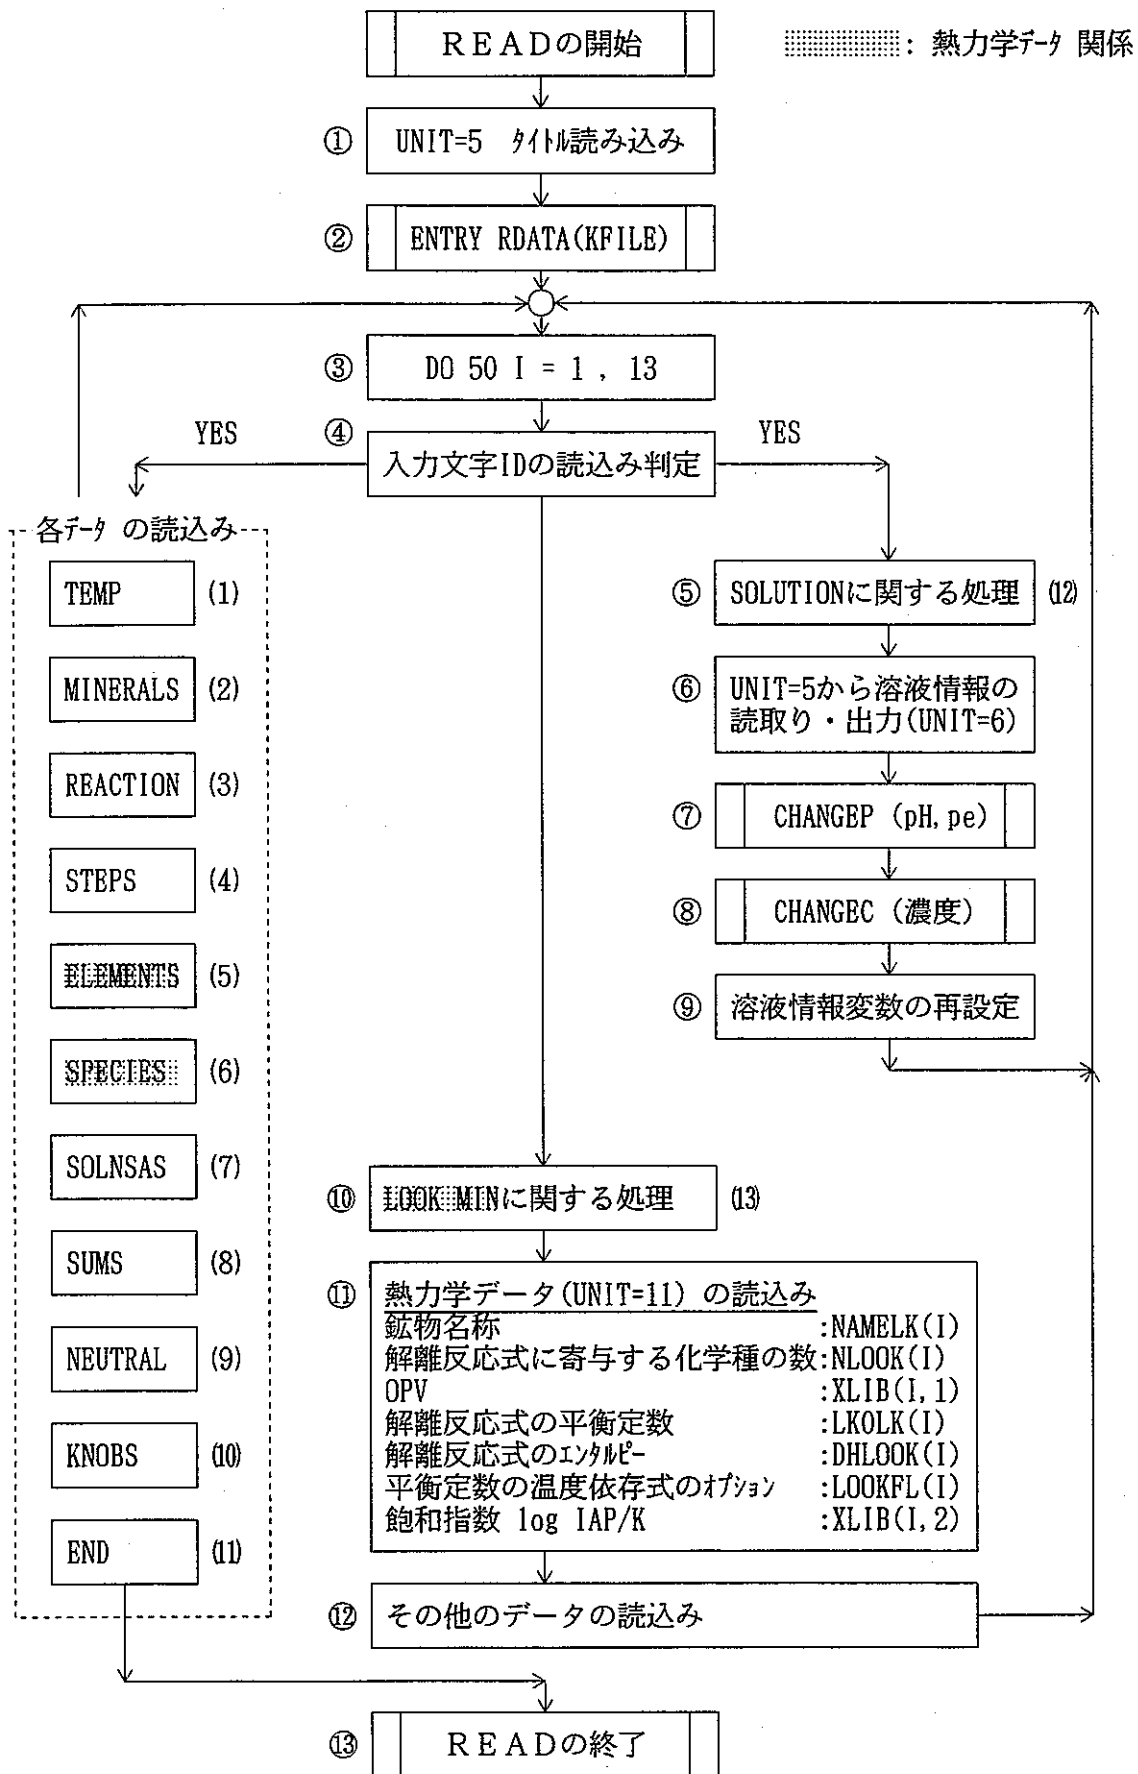 READの開始
: 熱力学データ 関係
① UNIT=5 タイトル読み込み
② ENTRY RDATA(KFILE)
③ DO 50 I = 1 , 13
④ 入力文字IDの読込み判定
YES
YES
各データ の読込み
TEMP (1)
MINERALS (2)
REACTION (3)
STEPS (4)
ELEMENTS (5)
SPECIES (6)
SOLNSAS (7)
SUMS (8)
NEUTRAL (9)
KNOBS (10)
END (11)
⑤ SOLUTIONに関する処理 (12)
⑥ UNIT=5から溶液情報の
読取り・出力(UNIT=6)
⑦ CHANGEP (pH, pe)
⑧ CHANGEC (濃度)
⑨ 溶液情報変数の再設定
⑩ LOOK MINに関する処理 (13)
⑪ 熱力学データ(UNIT=11) の読込み
鉱物名称 :NAMELK(I)
解離反応式に寄与する化学種の数:NLOOK(I)
OPV :XLIB(I, 1)
解離反応式の平衡定数 :LKOLK(I)
解離反応式のエンタルピー :DHLOOK(I)
平衡定数の温度依存式のオプション :LOOKFL(I)
飽和指数 log IAP/K :XLIB(I, 2)
⑫ その他のデータの読込み
⑬ READの終了